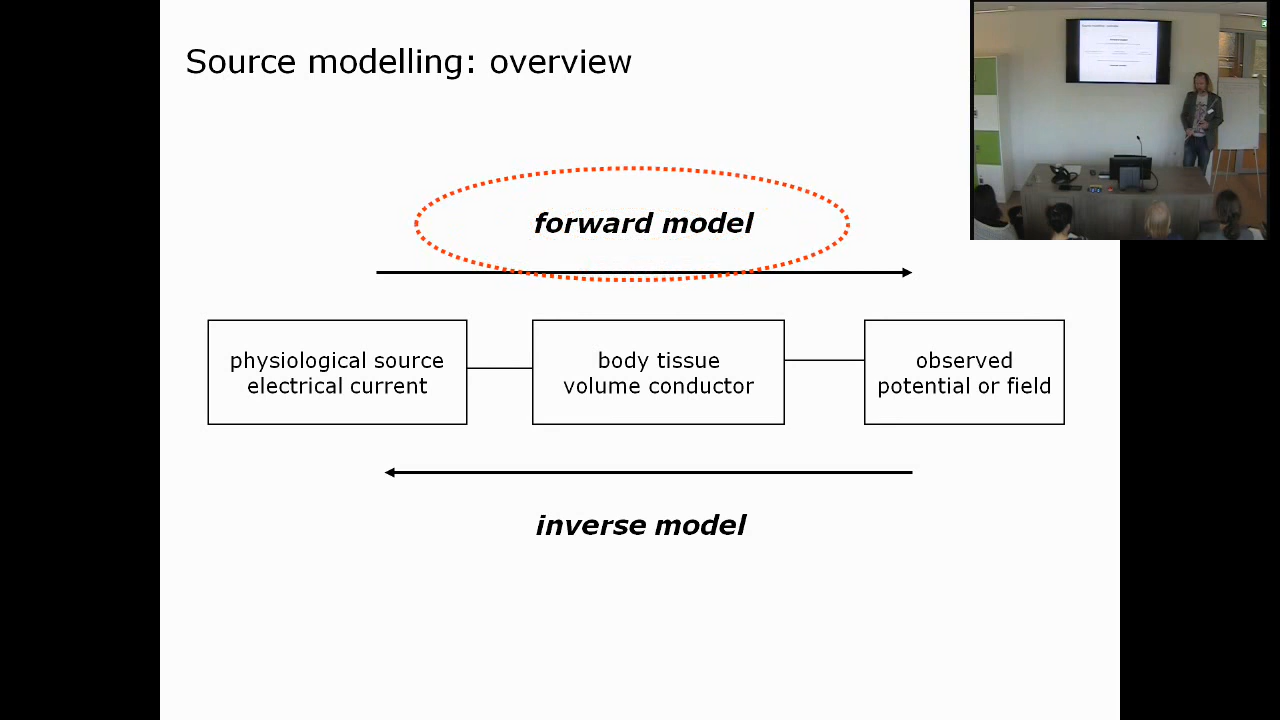 Source modelling: overview
forward model
physiological source
electrical current
body tissue
volume conductor
observed
potential or field
inverse model